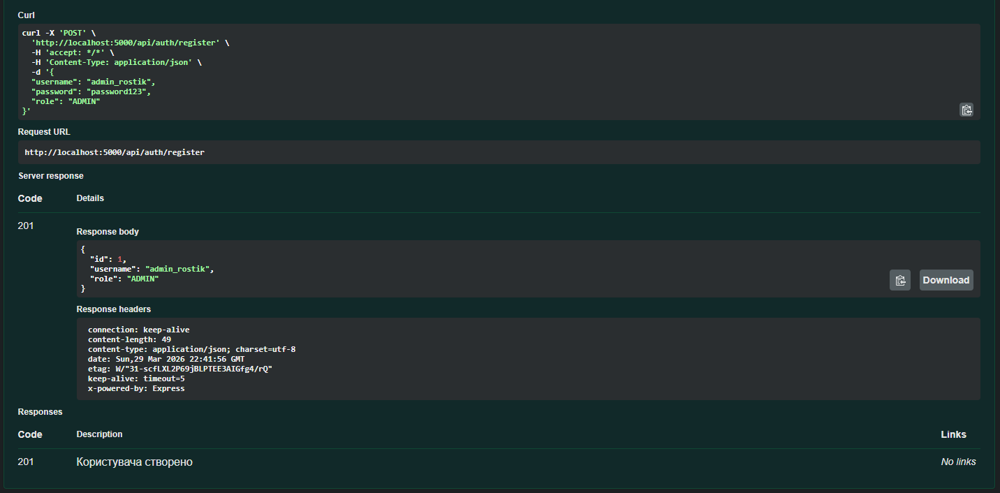 Curl
curl -X 'POST' \
'http://localhost:5000/api/auth/register' \
-H 'accept: */*' \
-H 'Content-Type: application/json' \
-d '{
"username": "admin_rostik",
"password": "password123",
"role": "ADMIN"
}'
Request URL
http://localhost:5000/api/auth/register
Server response
Code Details
201
Response body
{
"id": 1,
"username": "admin_rostik",
"role": "ADMIN"
}
Download
Response headers
connection: keep-alive
content-length: 49
content-type: application/json; charset=utf-8
date: Sun,29 Mar 2026 22:41:56 GMT
etag: W/"31-scfLXL2P69jBLPTEE3AIGfg4/rQ"
keep-alive: timeout=5
x-powered-by: Express
Responses
Code Description Links
201 Користувача створено No links